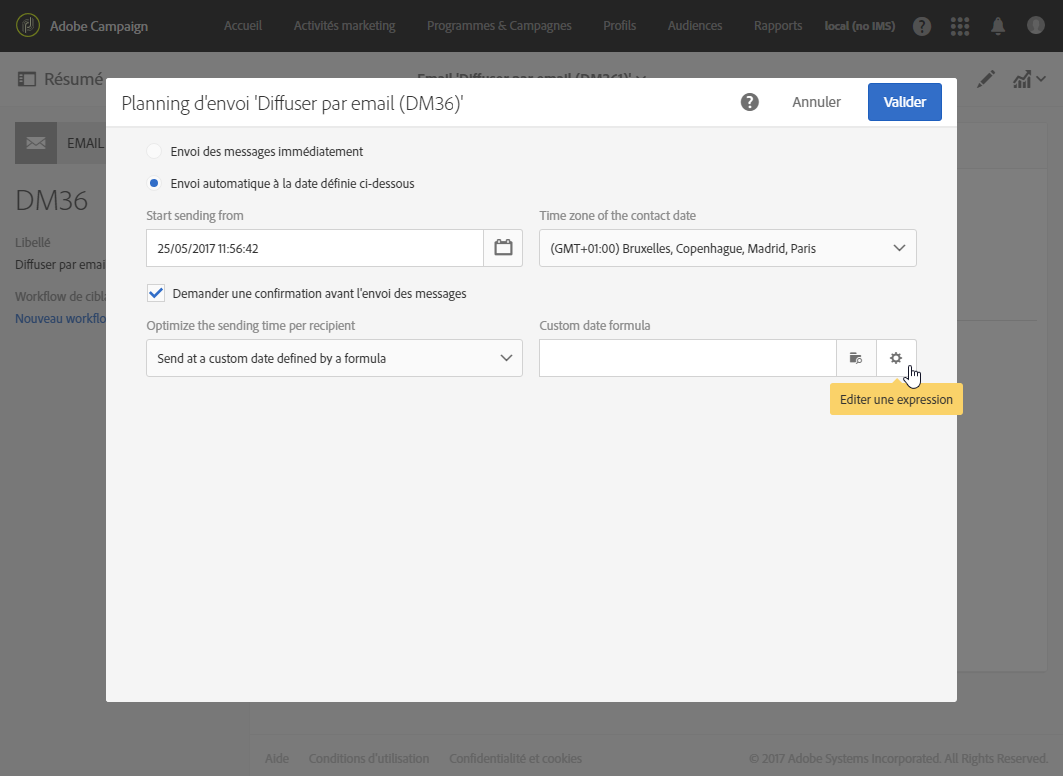 Adobe Campaign
Accueil
Activités marketing
Programmes & Campagnes
Profils
Audiences
Rapports
local (no IMS)
Résumé
Email 'Diffuser par email (DM36)'
Planning d'envoi 'Diffuser par email (DM36)'
Annuler
Valider
EMAIL
DM36
Libellé
Diffuser par emai
Workflow de cibla
Nouveau workflo
Envoi des messages immédiatement
Envoi automatique à la date définie ci-dessous
Start sending from
Time zone of the contact date
25/05/2017 11:56:42
(GMT+01:00) Bruxelles, Copenhague, Madrid, Paris
Demander une confirmation avant l'envoi des messages
Optimize the sending time per recipient
Custom date formula
Send at a custom date defined by a formula
Editer une expression
Aide
Conditions d'utilisation
Confidentialité et cookies
© 2017 Adobe Systems Incorporated. All Rights Reserved.